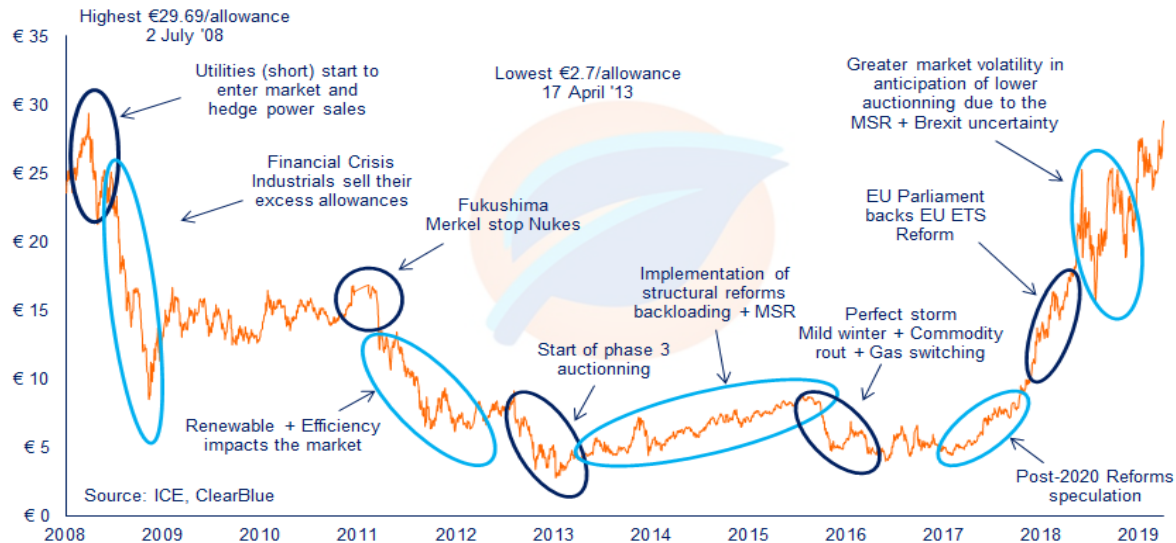 Highest €29.69/allowance
2 July '08
€ 35
€ 30
€ 25
€ 20
€ 15
€ 10
€ 5
€ 0
Utilities (short) start to
enter market and
hedge power sales
Financial Crisis
Industrials sell their
excess allowances
Fukushima
Merkel stop Nukes
Lowest €2.7/allowance
17 April '13
Greater market volatility in
anticipation of lower
auctionning due to the
MSR + Brexit uncertainty
EU Parliament
backs EU ETS
Reform
Implementation of
structural reforms
backloading + MSR
Perfect storm
Mild winter + Commodity
rout + Gas switching
Start of phase 3
auctionning
Renewable + Efficiency
impacts the market
Post-2020 Reforms
speculation
Source: ICE, ClearBlue
2008 2009 2010 2011 2012 2013 2014 2015 2016 2017 2018 2019